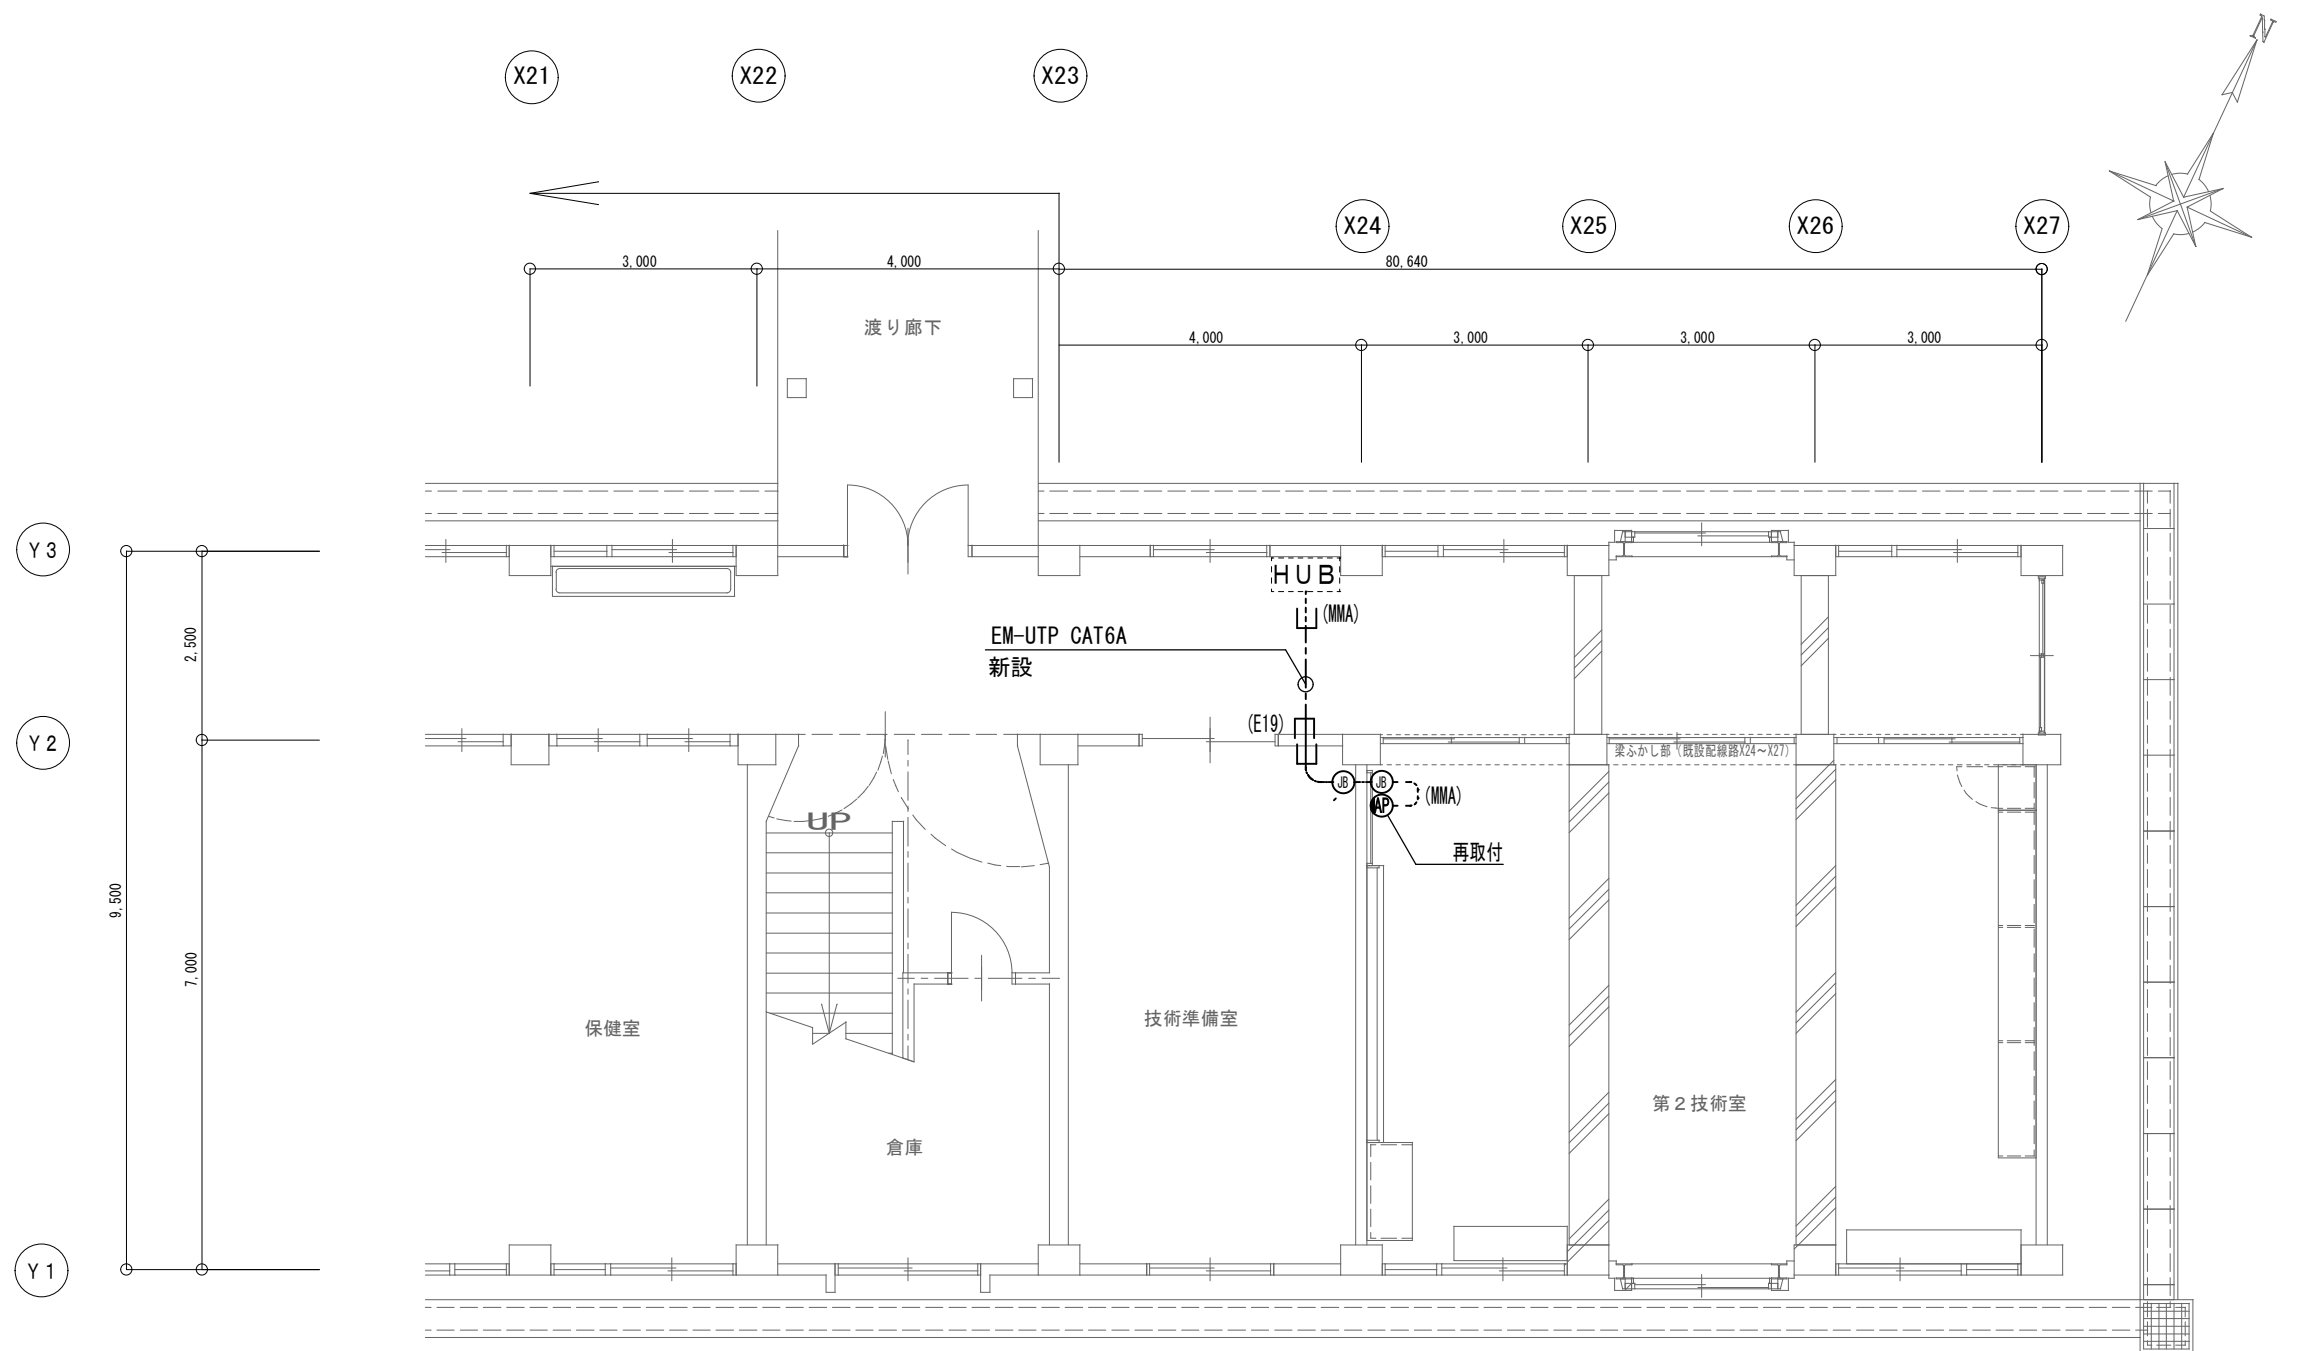 N
X21
X22
X23
X24
X25
X26
X27
3,000
4,000
80,640
渡り廊下
4,000
3,000
3,000
3,000
Y 3
HUB
(MMA)
2,500
EM-UTP CAT6A
新設
(E19)
Y 2
梁ふかし部（既設配線路X24～X27）
JB
JB
(MMA)
AP
UP
再取付
9,500
7,000
保健室
技術準備室
第２技術室
倉庫
Y 1